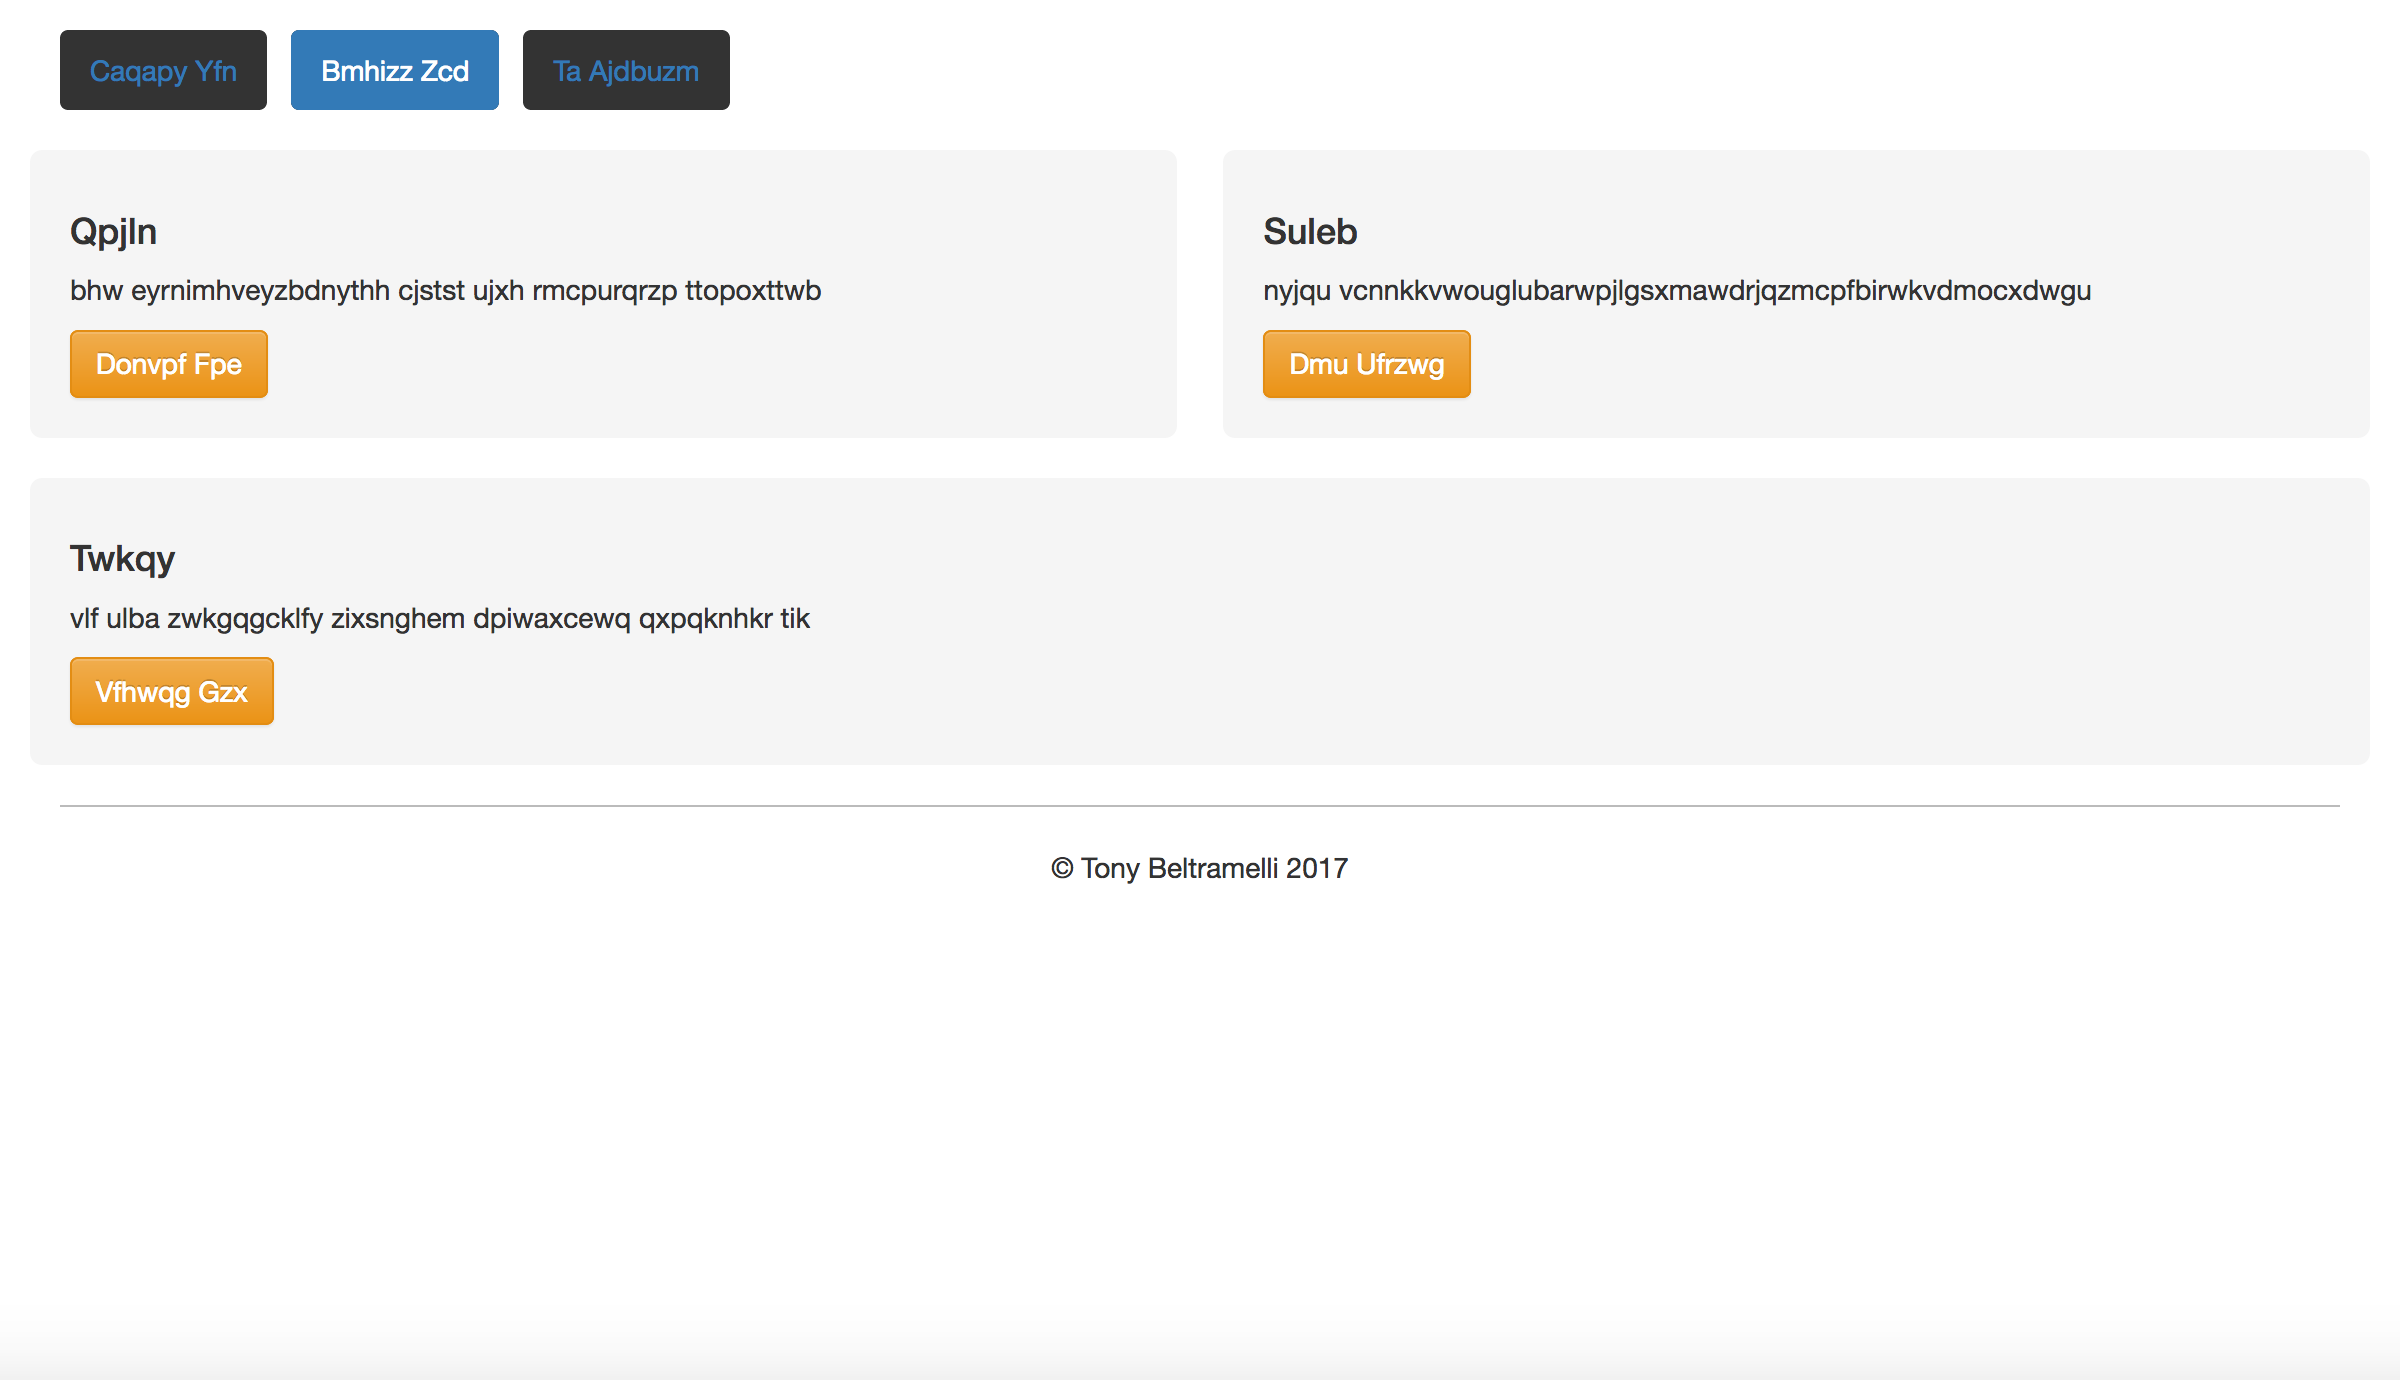 Caqapy Yfn Bmhizz Zcd Ta Ajdbuzm
Qpjln
bhw eyrnimhveyzbdnythh cjstst ujxh rmcpurqrzp ttopoxttwb
Donvpf Fpe
Suleb
nyjqu vcnnkkvwouglubarwpjlgsxmawdrjqzmcpfbirwkvdmocxdwgu
Dmu Ufrzwg
Twkqy
vlf ulba zwkgqgcklfy zixsnghem dpiwaxcewq qxpqknhkr tik
Vfhwqg Gzx
© Tony Beltramelli 2017